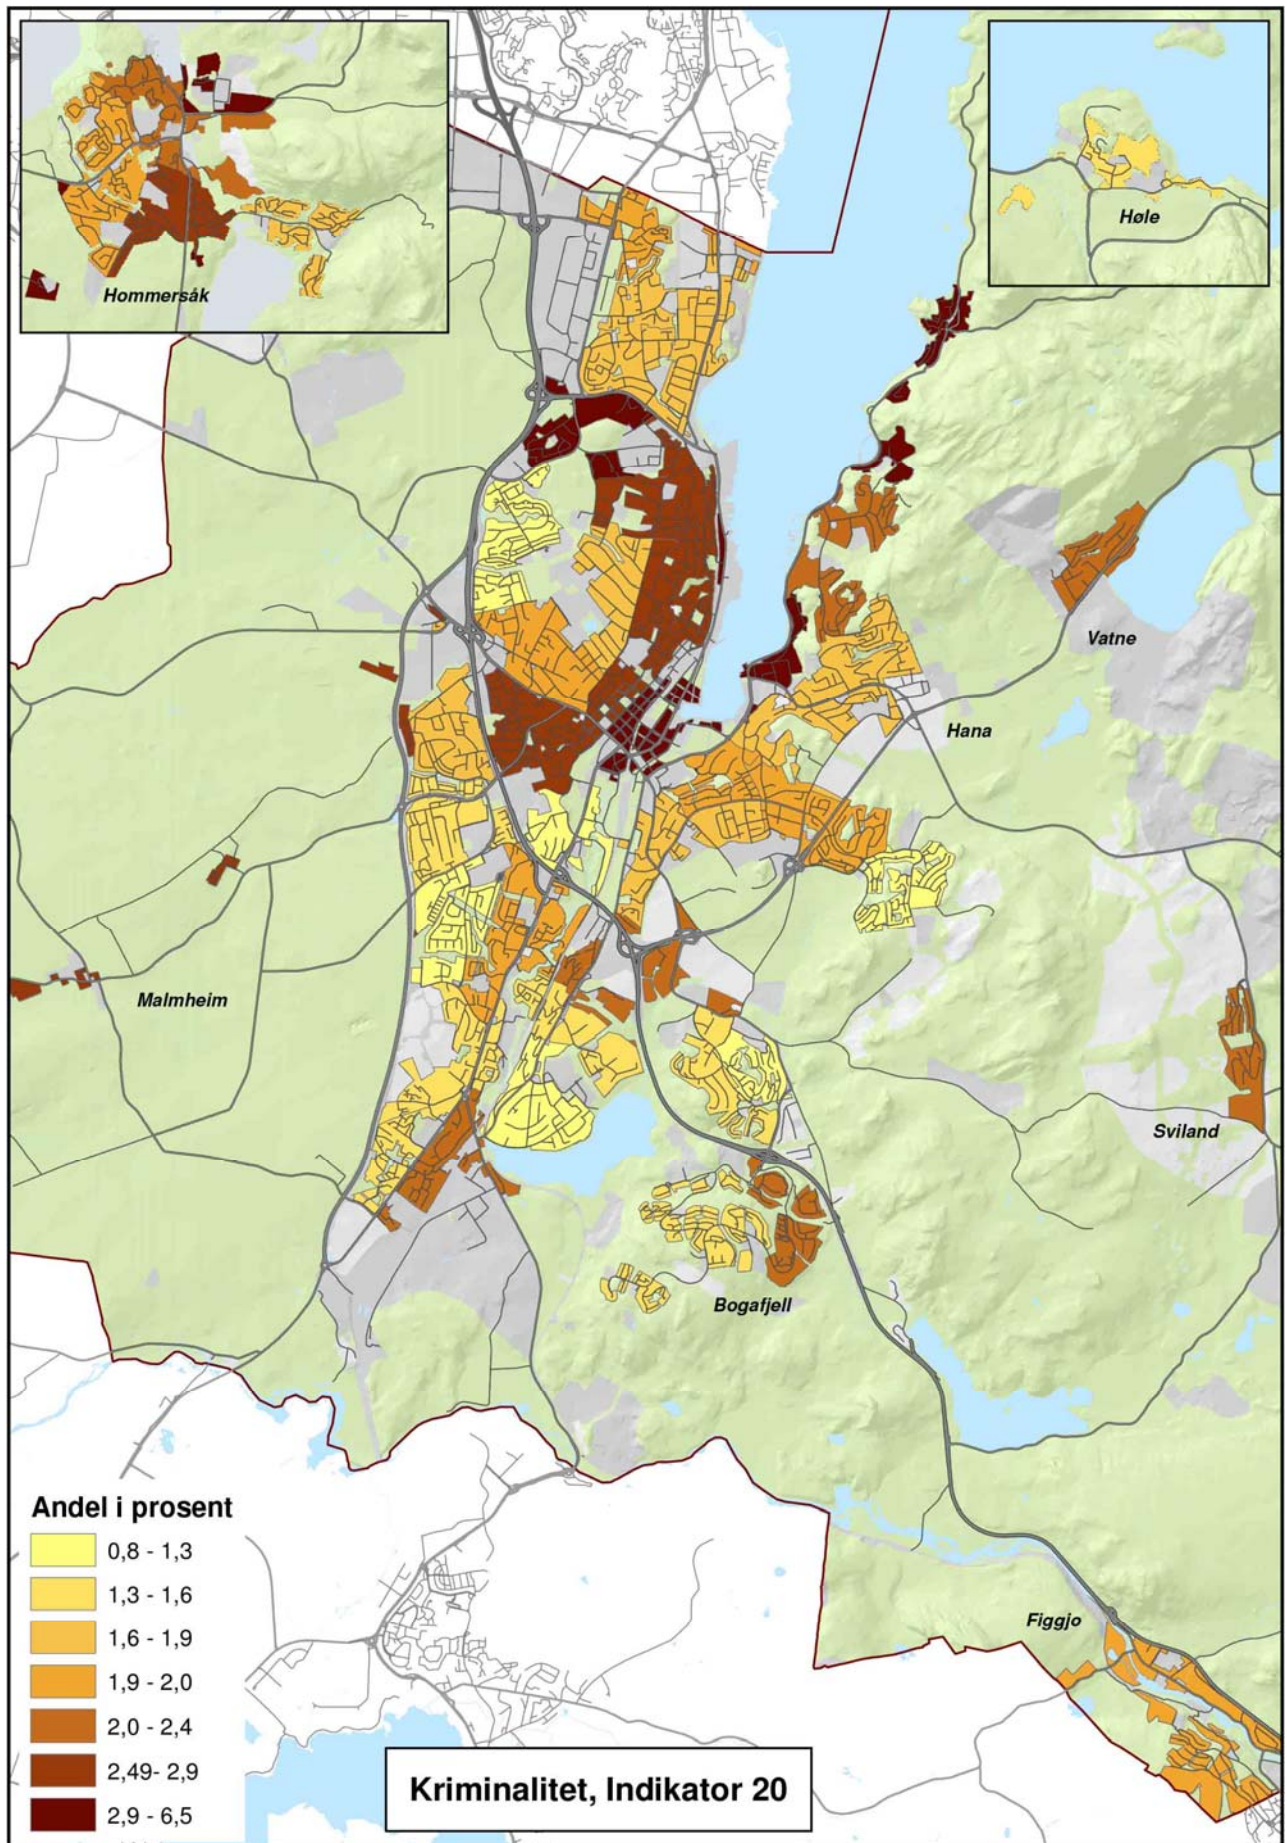 Hommersåk
Høle
Vatne
Hana
Malmheim
Sviland
Bogafjell
Figgjo
Andel i prosent
0,8 - 1,3
1,3 - 1,6
1,6 - 1,9
1,9 - 2,0
2,0 - 2,4
2,49- 2,9
2,9 - 6,5
Kriminalitet, Indikator 20